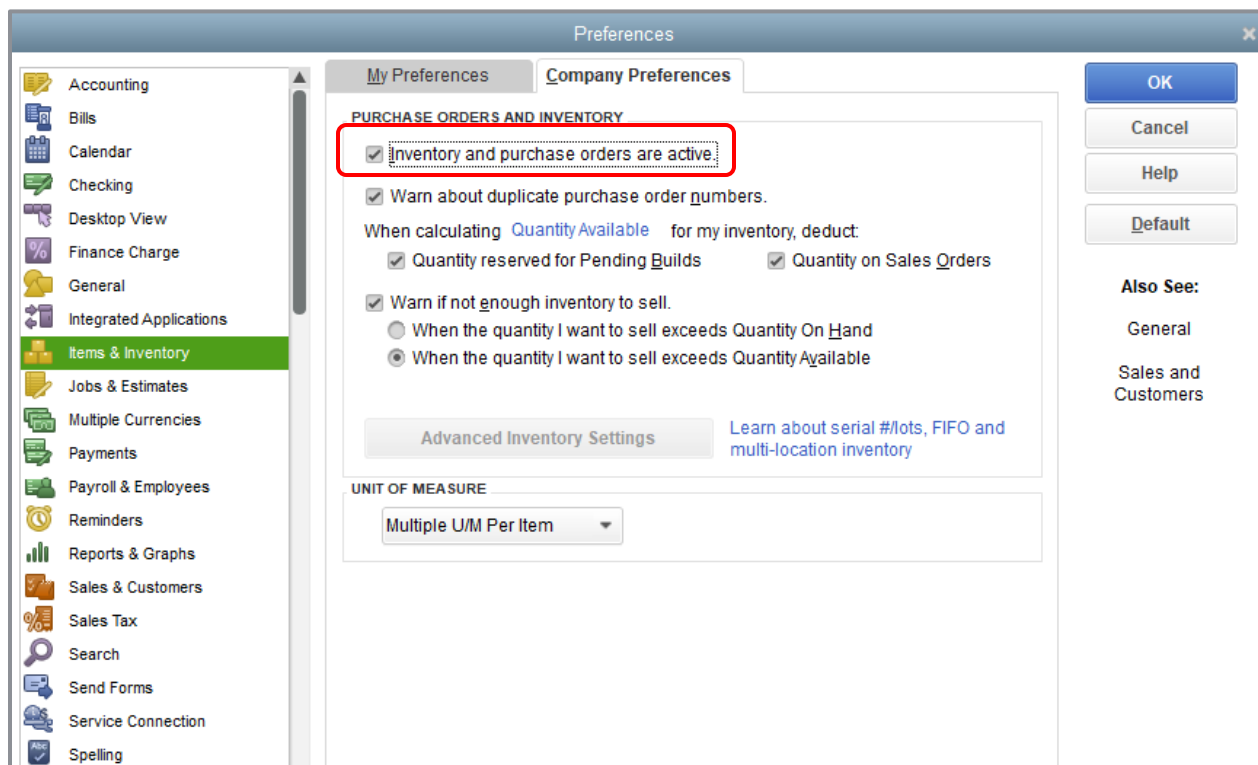 Preferences
Accounting
Bills
Calendar
Checking
Desktop View
Finance Charge
General
Integrated Applications
Items & Inventory
Jobs & Estimates
Multiple Currencies
Payments
Payroll & Employees
Reminders
Reports & Graphs
Sales & Customers
Sales Tax
Search
Send Forms
Service Connection
Abc
Spelling
My Preferences
Company Preferences
PURCHASE ORDERS AND INVENTORY
Inventory and purchase orders are active.
Warn about duplicate purchase order numbers.
When calculating Quantity Available for my inventory, deduct:
Quantity reserved for Pending Builds
Quantity on Sales Orders
Warn if not enough inventory to sell.
When the quantity I want to sell exceeds Quantity On Hand
When the quantity I want to sell exceeds Quantity Available
Advanced Inventory Settings
Learn about serial #/lots, FIFO and
multi-location inventory
UNIT OF MEASURE
Multiple U/M Per Item
OK
Cancel
Help
Default
Also See:
General
Sales and
Customers